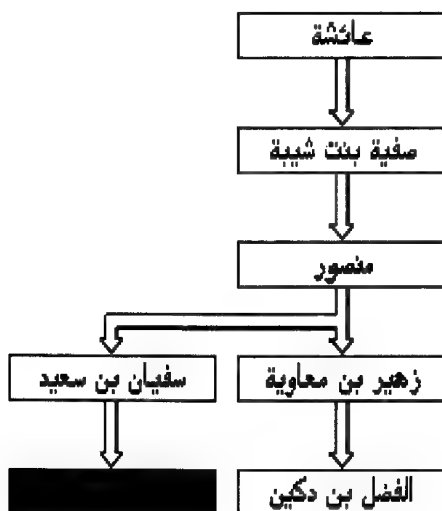 عائشة
صفية بنت شيبة
منصور
زهير بن معاوية
سفيان بن سعيد
الفضل بن دكين